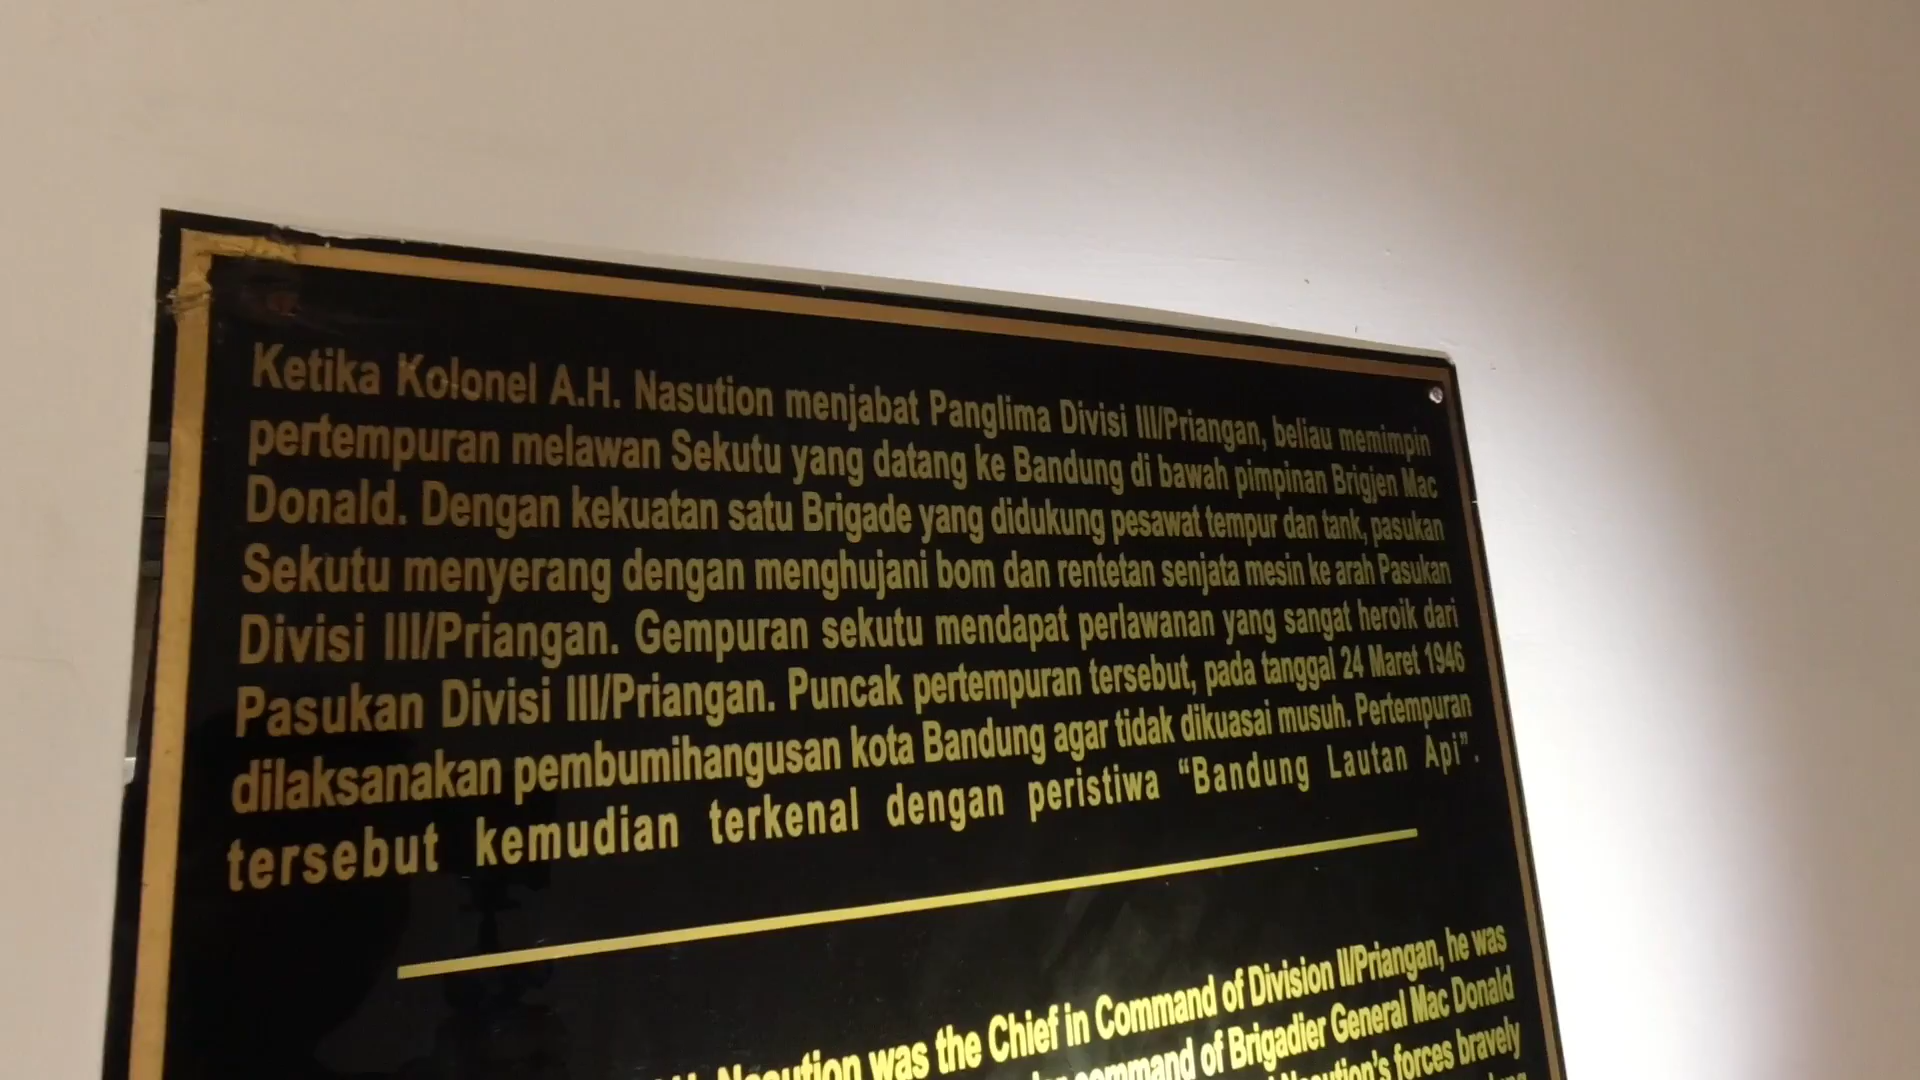 Ketika Kolonel A.H. Nasution menjabat Panglima Divisi III/Priangan, beliau memimpin
pertempuran melawan Sekutu yang datang ke Bandung di bawah pimpinan Brigjen Mac
Donald. Dengan kekuatan satu Brigade yang didukung pesawat tempur dan tank, pasukan
Sekutu menyerang dengan menghujani bom dan rentetan senjata mesin ke arah Pasukan
Divisi III/Priangan. Gempuran sekutu mendapat perlawanan yang sangat heroik dari
Pasukan Divisi III/Priangan. Puncak pertempuran tersebut, pada tanggal 24 Maret 1946
dilaksanakan pembumihangusan kota Bandung agar tidak dikuasai musuh. Pertempuran
tersebut kemudian terkenal dengan peristiwa “Bandung Lautan Api”.
Nasution was the Chief in Command of Division II/Priangan, he was
command of Brigadier General Mac Donald
Nasution's forces bravely